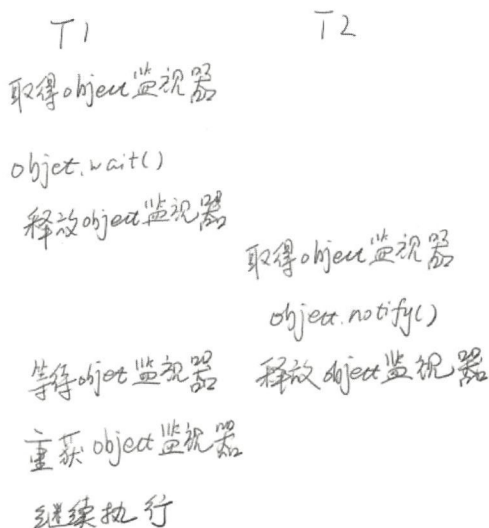 T1 T2
取得object监视器
objct.wait()
释放object监视器
取得object监视器
object.notify()
等待objet监视器 释放object监视器
重获object监视器
继续执行